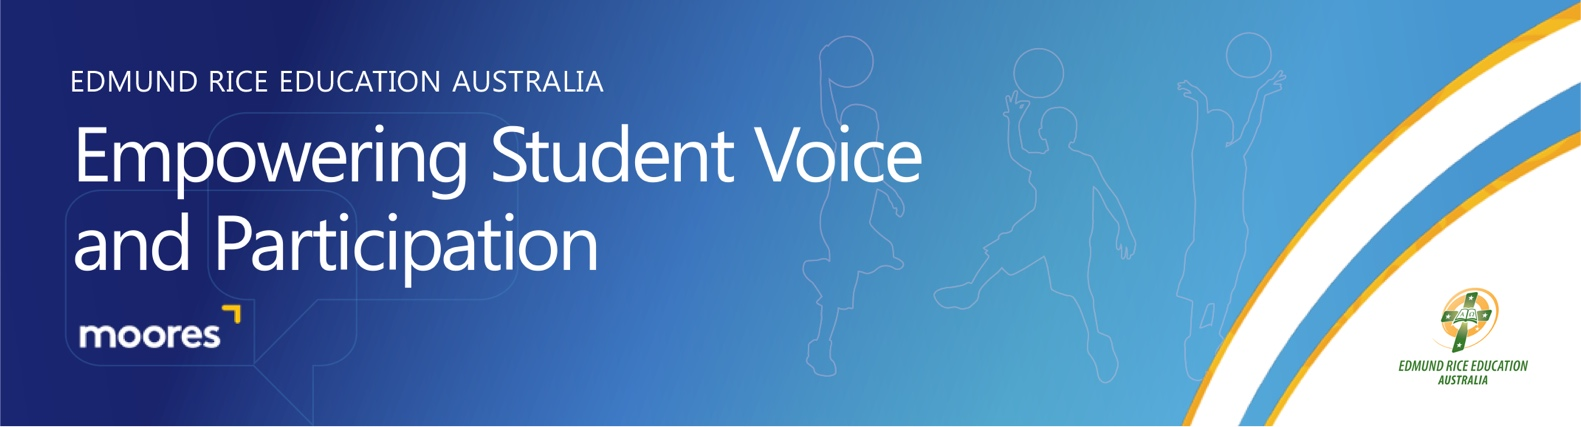 EDMUND RICE EDUCATION AUSTRALIA
Empowering Student Voice
and Participation
moores
EDMUND RICE EDUCATION
AUSTRALIA